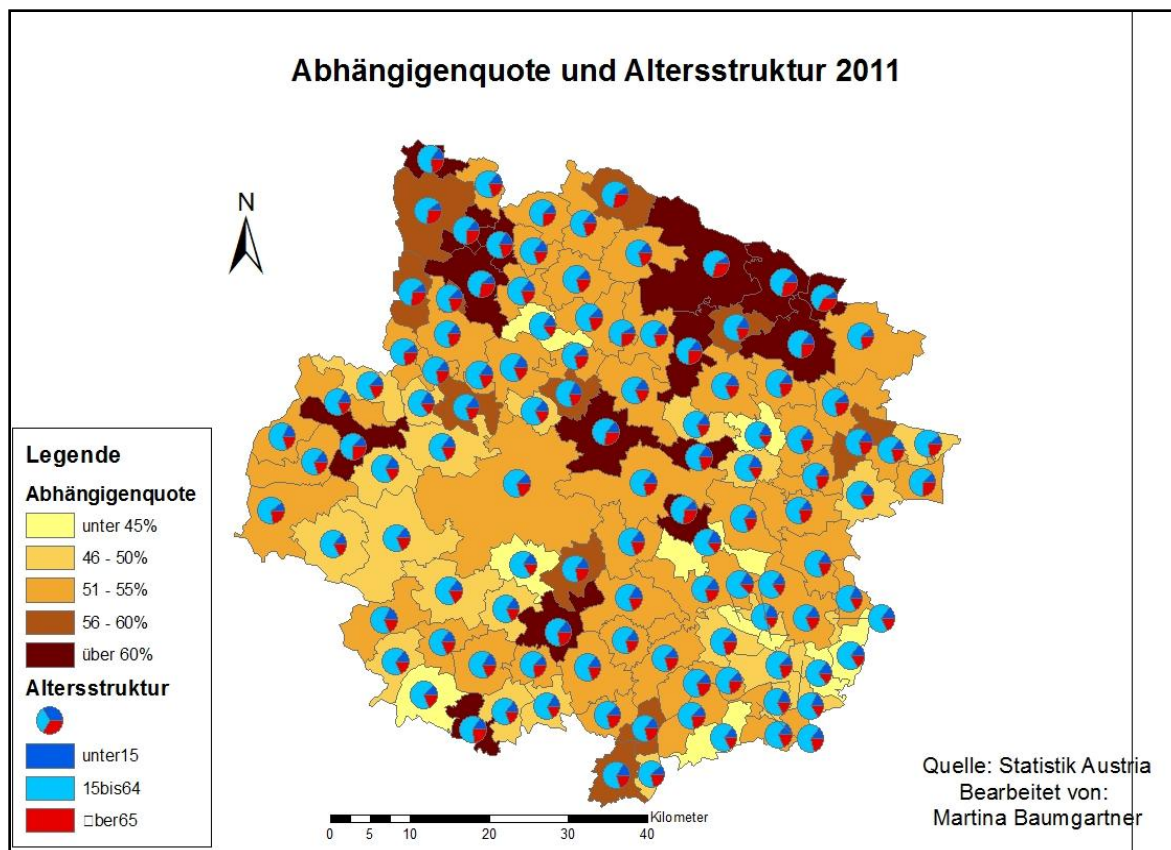 Abhängigenquote und Altersstruktur 2011
N
Legende
Abhängigenquote
unter 45%
46 - 50%
51 - 55%
56 - 60%
über 60%
Altersstruktur
unter15
15bis64
□ber65
Kilometer
0 5 10 20 30 40
Quelle: Statistik Austria
Bearbeitet von:
Martina Baumgartner